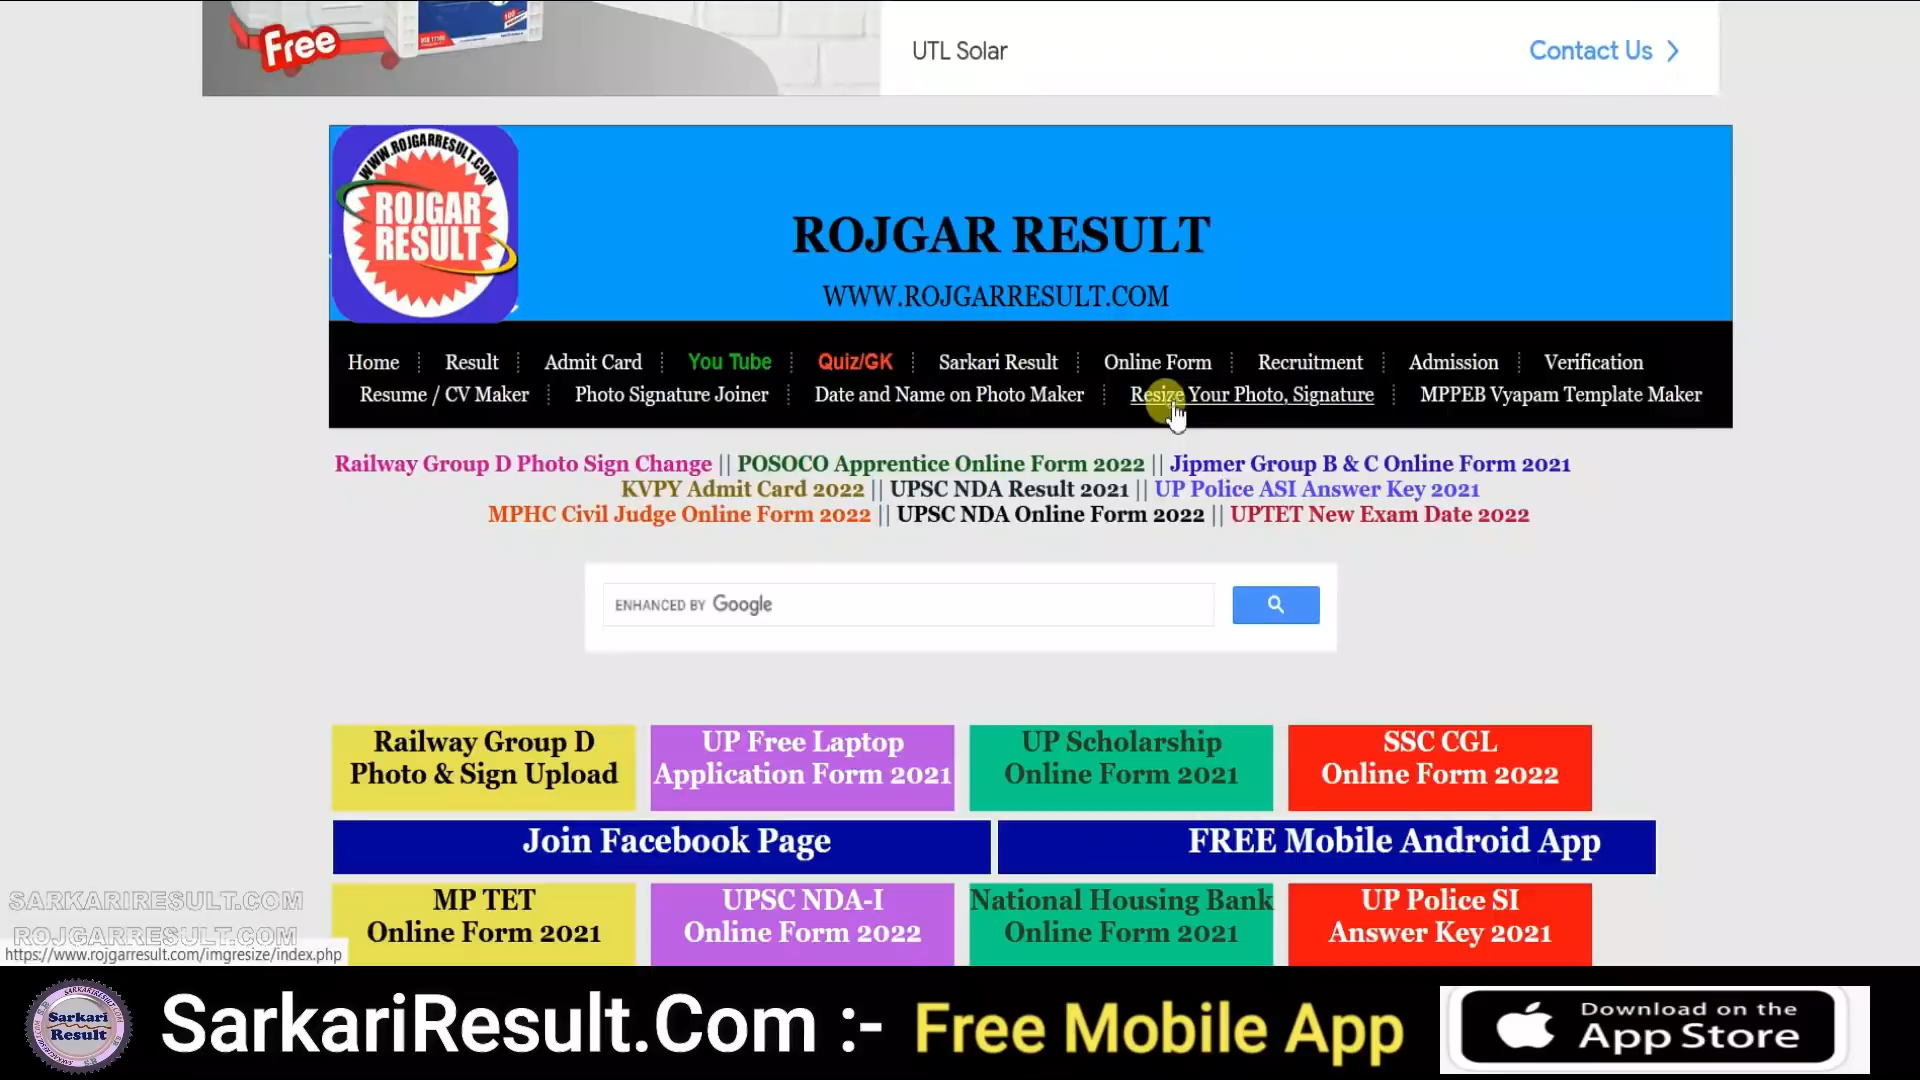 Free
UTL Solar
Contact Us
WWW.ROJGARRESULT.COM
ROJGAR
RESULT
ROJGAR RESULT
WWW.ROJGARRESULT.COM
Home Result Admit Card You Tube Quiz/GK Sarkari Result Online Form Recruitment Admission Verification
Resume / CV Maker Photo Signature Joiner Date and Name on Photo Maker Resize Your Photo, Signature MPPEB Vyapam Template Maker
Railway Group D Photo Sign Change || POSOCO Apprentice Online Form 2022 || Jipmer Group B & C Online Form 2021
KVPY Admit Card 2022 || UPSC NDA Result 2021 || UP Police ASI Answer Key 2021
MPHC Civil Judge Online Form 2022 || UPSC NDA Online Form 2022 || UPTET New Exam Date 2022
ENHANCED BY Google
Railway Group D
Photo & Sign Upload
UP Free Laptop
Application Form 2021
UP Scholarship
Online Form 2021
SSC CGL
Online Form 2022
Join Facebook Page
FREE Mobile Android App
MP TET
Online Form 2021
UPSC NDA-I
Online Form 2022
National Housing Bank
Online Form 2021
UP Police SI
Answer Key 2021
SARKARIRESULT.COM
ROJGARRESULT.COM
https://www.rojgarresult.com/imgresize/index.php
Sarkari
Result
SarkariResult.Com :- Free Mobile App
Download on the
App Store